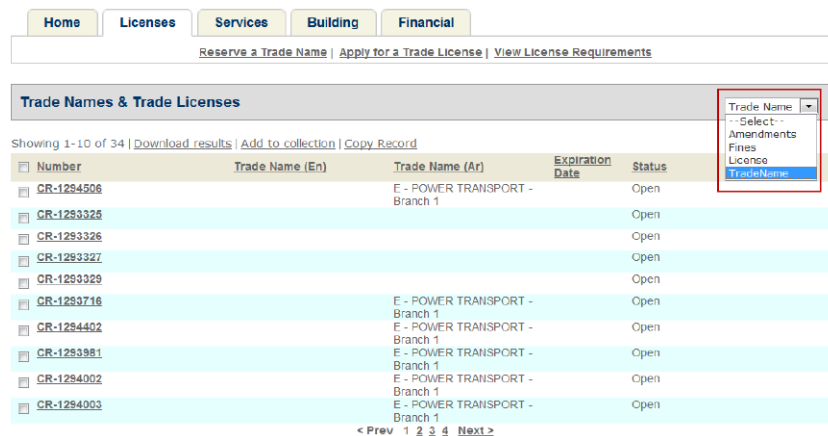 Home Licenses Services Building Financial
Reserve a Trade Name | Apply for a Trade License | View License Requirements
Trade Names & Trade Licenses
Trade Name
--Select--
Amendments
Fines
License
TradeName
Showing 1-10 of 34 | Download results | Add to collection | Copy Record
Number Trade Name (En) Trade Name (Ar) Expiration Date Status
CR-1294506 E - POWER TRANSPORT - Open
Branch 1
CR-1293325 Open
CR-1293326 Open
CR-1293327 Open
CR-1293329 Open
CR-1293716 E - POWER TRANSPORT - Open
Branch 1
CR-1294402 E - POWER TRANSPORT - Open
Branch 1
CR-1293981 E - POWER TRANSPORT - Open
Branch 1
CR-1294002 E - POWER TRANSPORT - Open
Branch 1
CR-1294003 E - POWER TRANSPORT - Open
Branch 1
< Prev 1 2 3 4 Next >